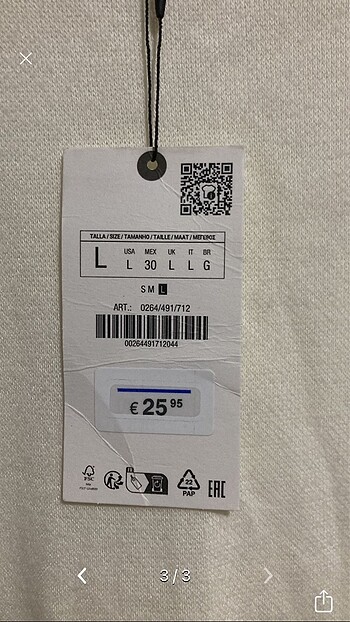 TALLA/SIZE/TAMANHO/TAILLE/MAAT/ΜΕΓΕΘΟΣ
L
USA MEX UK IT BR
L 30 L L G
S M L
ART.: 0264/491/712
00264491712044
€ 25 95
FSC
FR
22
PAP
EAC
3 / 3